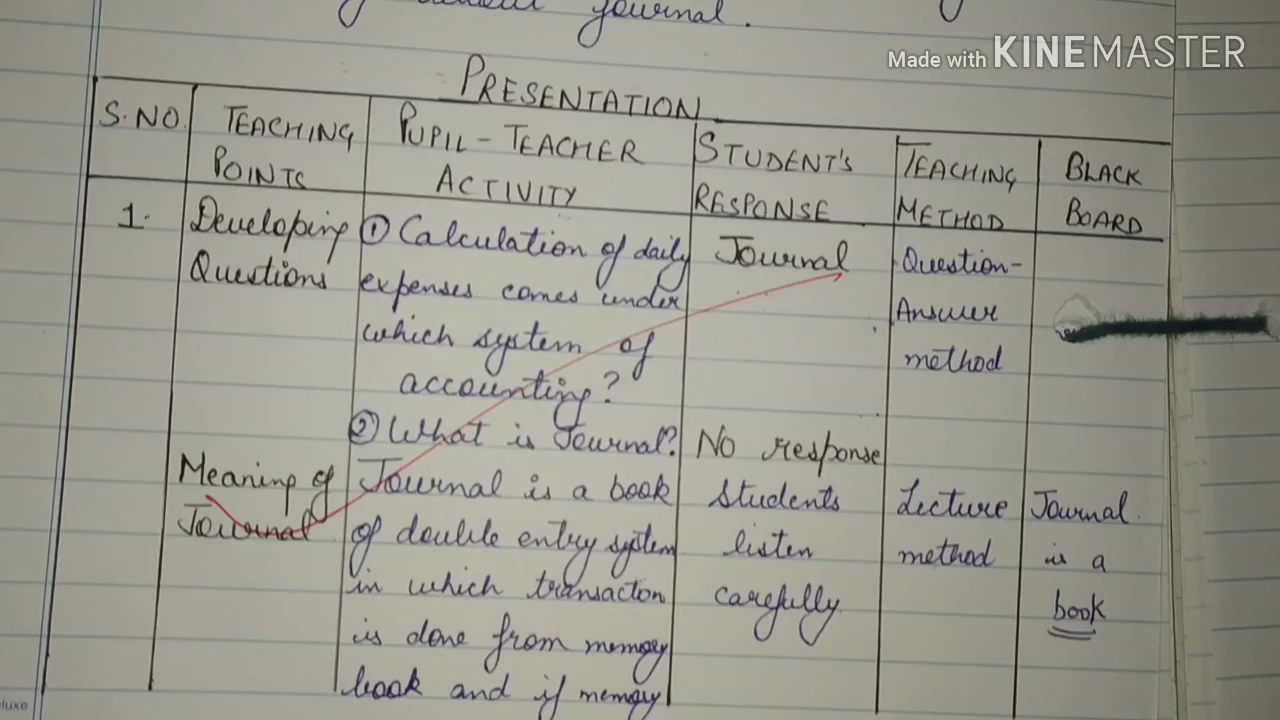 Journal.
Made with KINEMASTER
PRESENTATION
S.NO.
TEACHING
POINTS
PUPIL - TEACHER
ACTIVITY
STUDENT'S
RESPONSE
TEACHING
METHOD
BLACK
BOARD
1.
Developing
Questions
① Calculation of daily
expenses comes under
which system of
accounting?
Journal
Question-
Answer
method
② What is Journal?
No response
Meaning of
Journal
Journal is a book
of double entry system
in which transacton
is done from memory
book and if memory
Students
listen
carefully
Lecture
method
Journal
is a
book
luxe